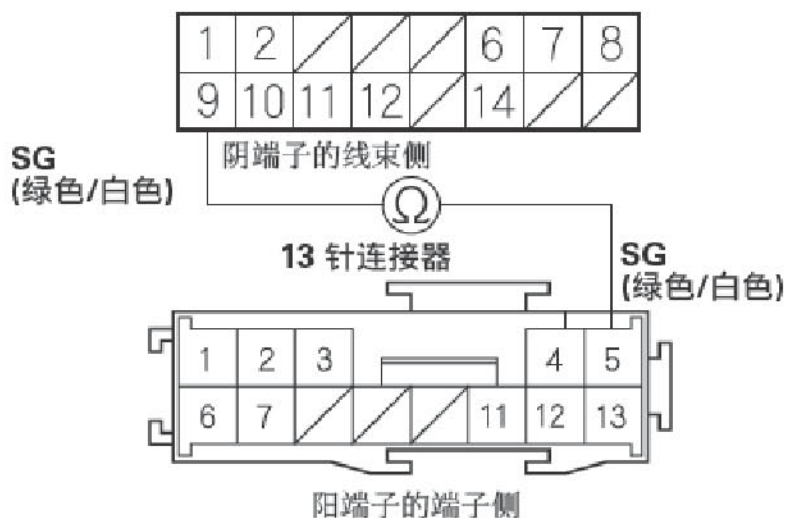 1 2 6 7 8
9 10 11 12 14
阴端子的线束侧
SG
(绿色/白色)
Ω
13 针连接器
SG
(绿色/白色)
1 2 3 4 5
6 7 11 12 13
阳端子的端子侧